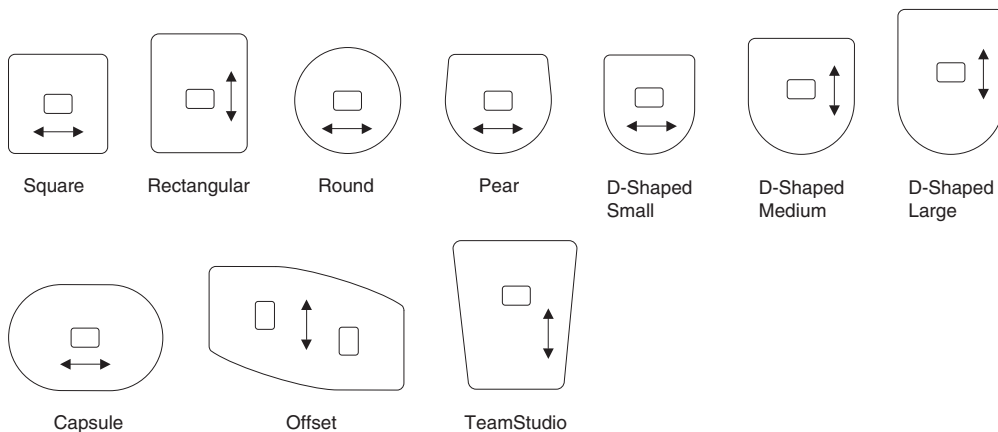 Square
Rectangular
Round
Pear
D-Shaped
Small
D-Shaped
Medium
D-Shaped
Large
Capsule
Offset
TeamStudio